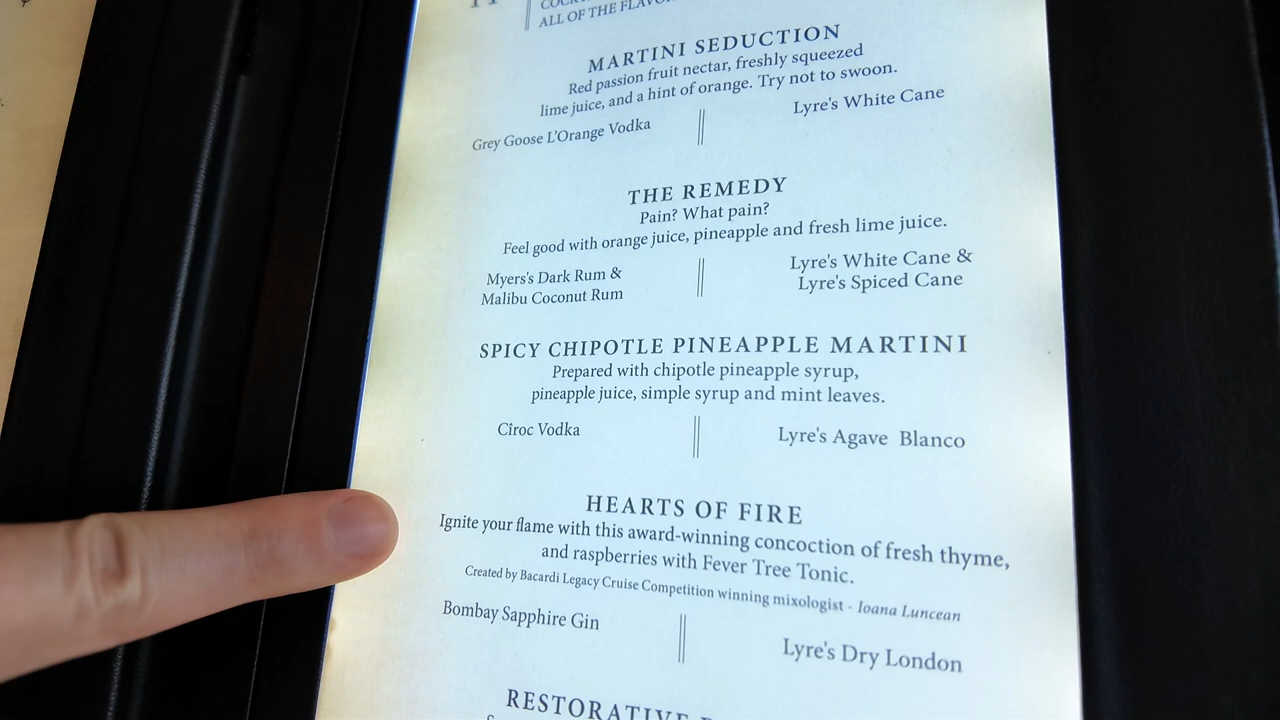 ALL OF THE
MARTINI SEDUCTION
Red passion fruit nectar, freshly squeezed
lime juice, and a hint of orange. Try not to swoon.
Grey Goose L'Orange Vodka
Lyre's White Cane
THE REMEDY
Pain? What pain?
Feel good with orange juice, pineapple and fresh lime juice.
Myers's Dark Rum &
Malibu Coconut Rum
Lyre's White Cane &
Lyre's Spiced Cane
SPICY CHIPOTLE PINEAPPLE MARTINI
Prepared with chipotle pineapple syrup,
pineapple juice, simple syrup and mint leaves.
Cîroc Vodka
Lyre's Agave Blanco
HEARTS OF FIRE
Ignite your flame with this award-winning concoction of fresh thyme,
and raspberries with Fever Tree Tonic.
Created by Bacardi Legacy Cruise Competition winning mixologist - Ioana Luncean
Bombay Sapphire Gin
Lyre's Dry London
RESTORATIVE